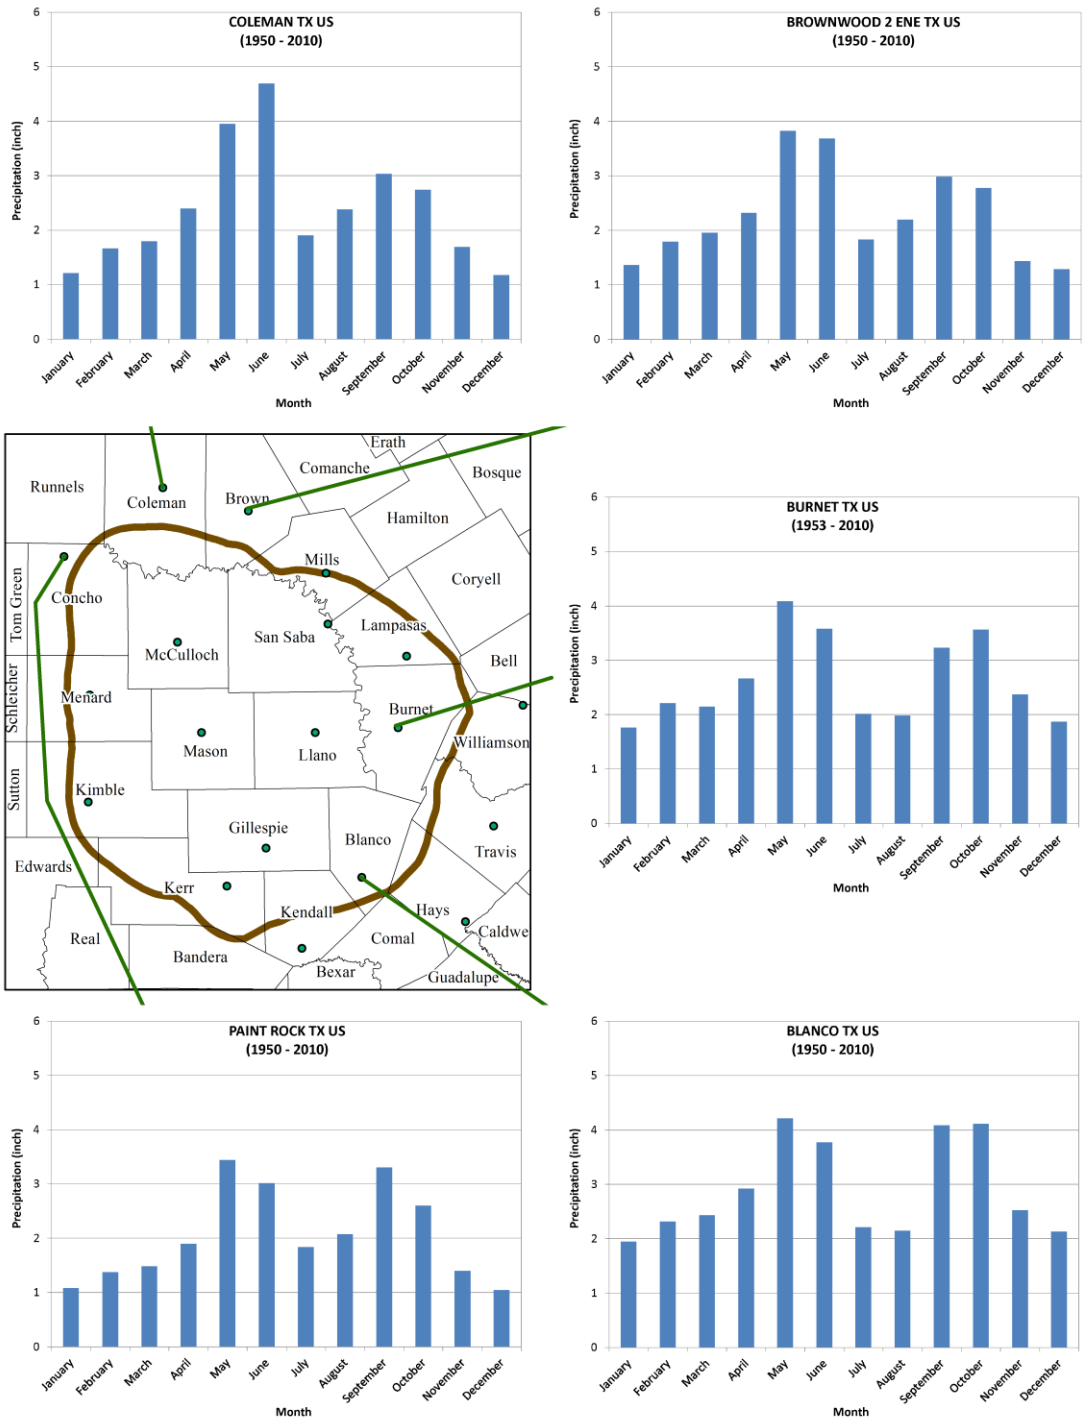 COLEMAN TX US
(1950 - 2010)
6
5
4
3
2
1
0
Precipitation (inch)
January
February
March
April
May
June
July
August
September
October
November
December
Month
BROWNWOOD 2 ENE TX US
(1950 - 2010)
6
5
4
3
2
1
0
Precipitation (inch)
January
February
March
April
May
June
July
August
September
October
November
December
Month
Erath
Comanche
Bosque
Runnels
Coleman
Brown
Hamilton
Mills
Coryell
Tom Green
Concho
Lampasas
San Saba
McCulloch
Bell
Schleicher
Menard
Burnet
Mason
Llano
Williamson
Sutton
Kimble
Gillespie
Blanco
Travis
Edwards
Kerr
Kendall
Hays
Real
Comal
Caldwe
Bandera
Bexar
Guadalupe
BURNET TX US
(1953 - 2010)
6
5
4
3
2
1
0
Precipitation (inch)
January
February
March
April
May
June
July
August
September
October
November
December
Month
PAINT ROCK TX US
(1950 - 2010)
6
5
4
3
2
1
0
Precipitation (inch)
January
February
March
April
May
June
July
August
September
October
November
December
Month
BLANCO TX US
(1950 - 2010)
6
5
4
3
2
1
0
Precipitation (inch)
January
February
March
April
May
June
July
August
September
October
November
December
Month